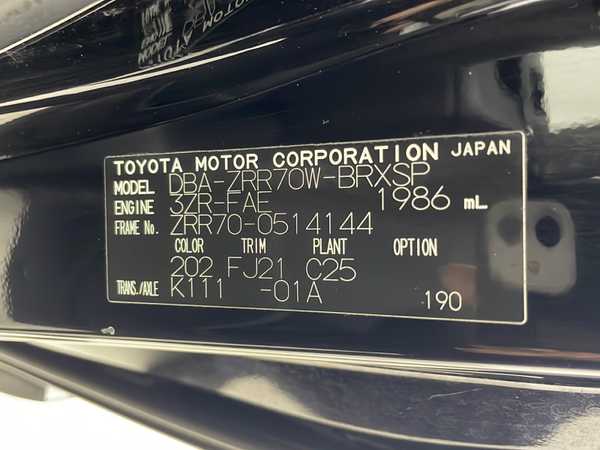 TOYOTA MOTOR CORPORATION JAPAN
MODEL DBA-ZRR70W-BRXSP
ENGINE 3ZR-FAE 1986 mL
FRAME No. ZRR70-0514144
COLOR TRIM PLANT OPTION
202 FJ21 C25
TRANS./AXLE K111 -01A
190